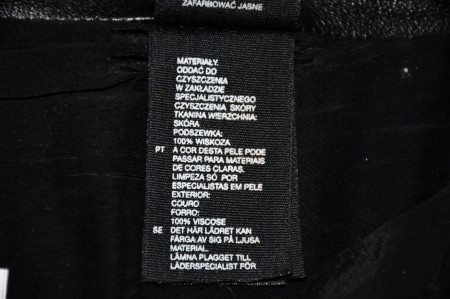 ZAFARBOWAĆ JASNE
MATERIAŁY.
ODDAĆ DO
CZYSZCZENIA
W ZAKŁADZIE
SPECJALISTYCZNEGO
CZYSZCZENIA SKÓRY
TKANINA WIERZCHNIA:
SKÓRA
PODSZEWKA:
100% WISKOZA
PT A COR DESTA PELE PODE
PASSAR PARA MATERIAIS
DE CORES CLARAS.
LIMPEZA SÓ POR
ESPECIALISTAS EM PELE
EXTERIOR:
COURO
FORRO:
100% VISCOSE
SE DET HÄR LÄDRET KAN
FÄRGA AV SIG PÅ LJUSA
MATERIAL.
LÄMNA PLAGGET TILL
LÄDERSPECIALIST FÖR